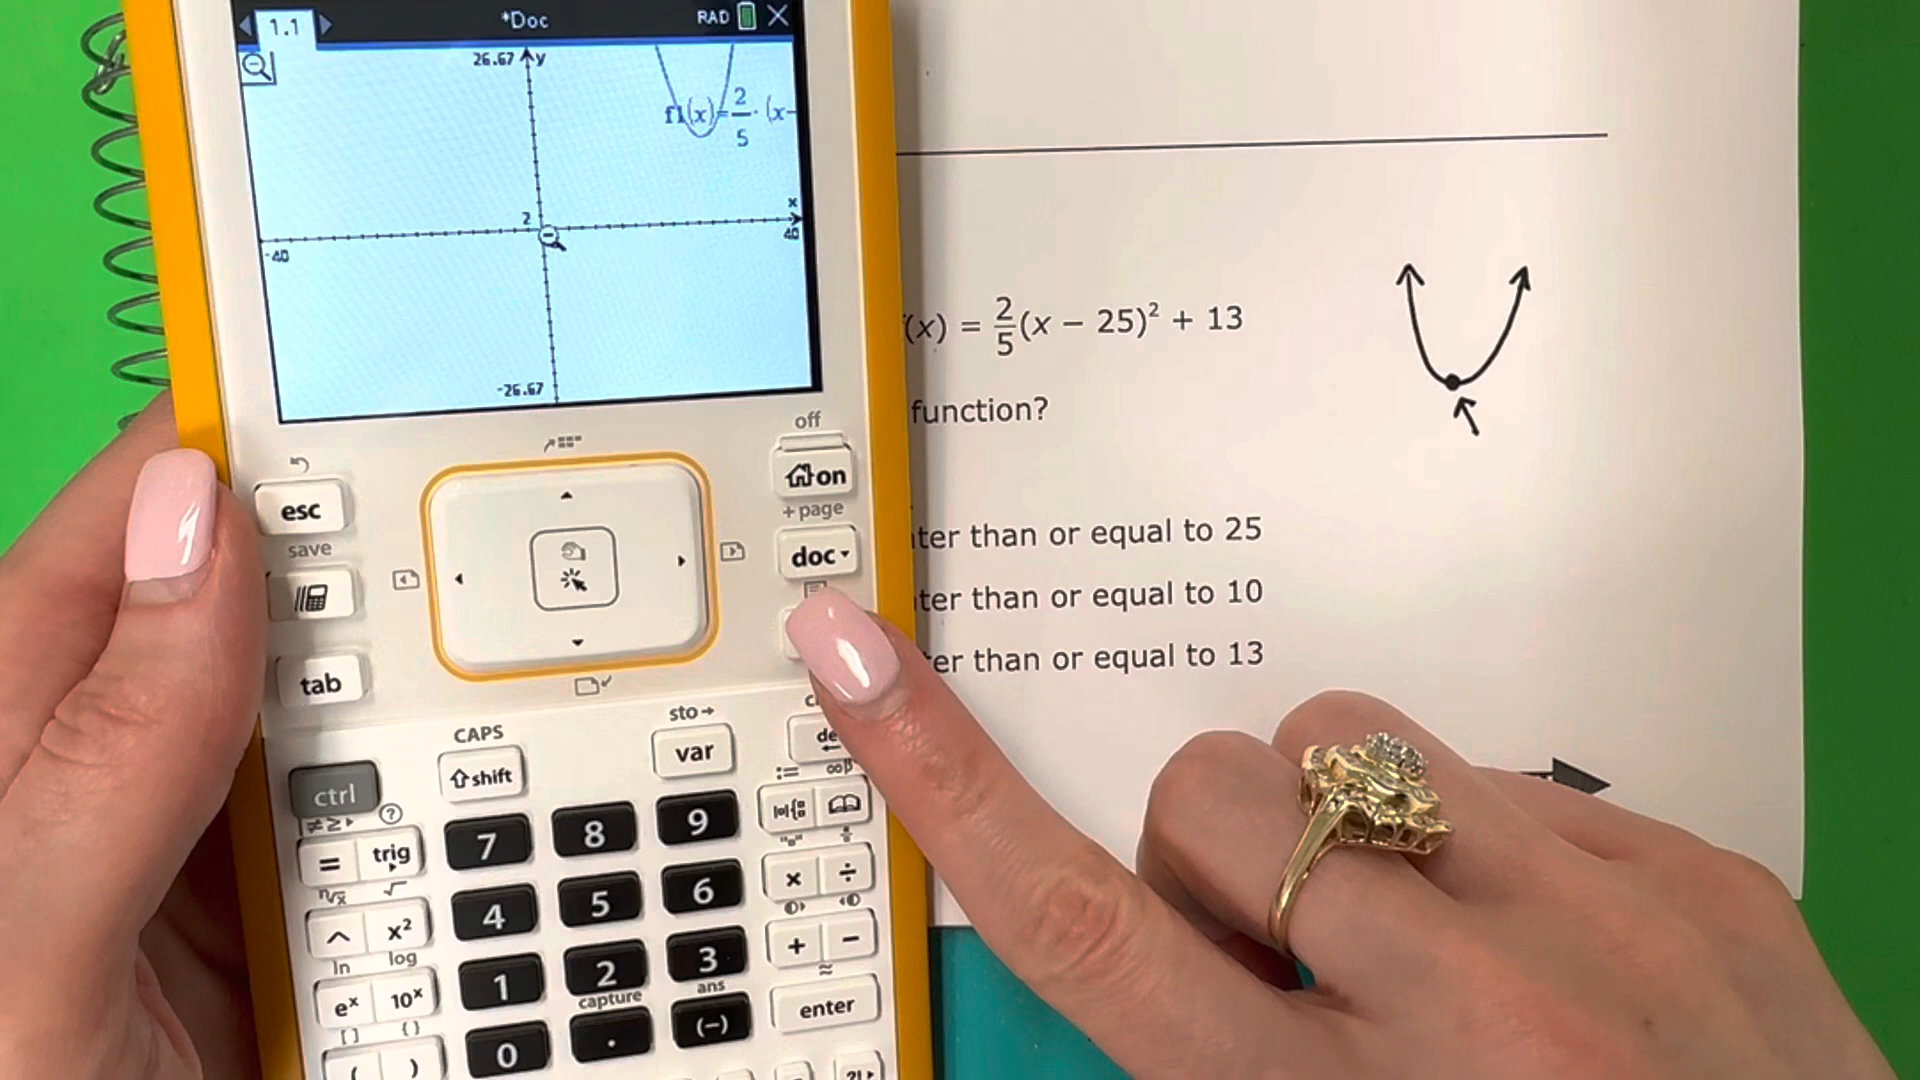 1.1 *Doc RAD
26.67 y
f1(x)=2/5·(x-
2
x
-40 40
-26.67
(x) = 2/5(x − 25)² + 13
function?
ter than or equal to 25
ter than or equal to 10
ter than or equal to 13
off
esc
on
+ page
save
doc
tab
sto→
CAPS
var
ctrl
shift
:= ∞β°
7 8 9
≠≥
= trig
× ÷
ⁿ√x √
4 5 6
^ x²
+ −
ln log
≈
1 2 3
eˣ 10ˣ
capture ans
enter
[] {}
0 . (−)
( )
?!